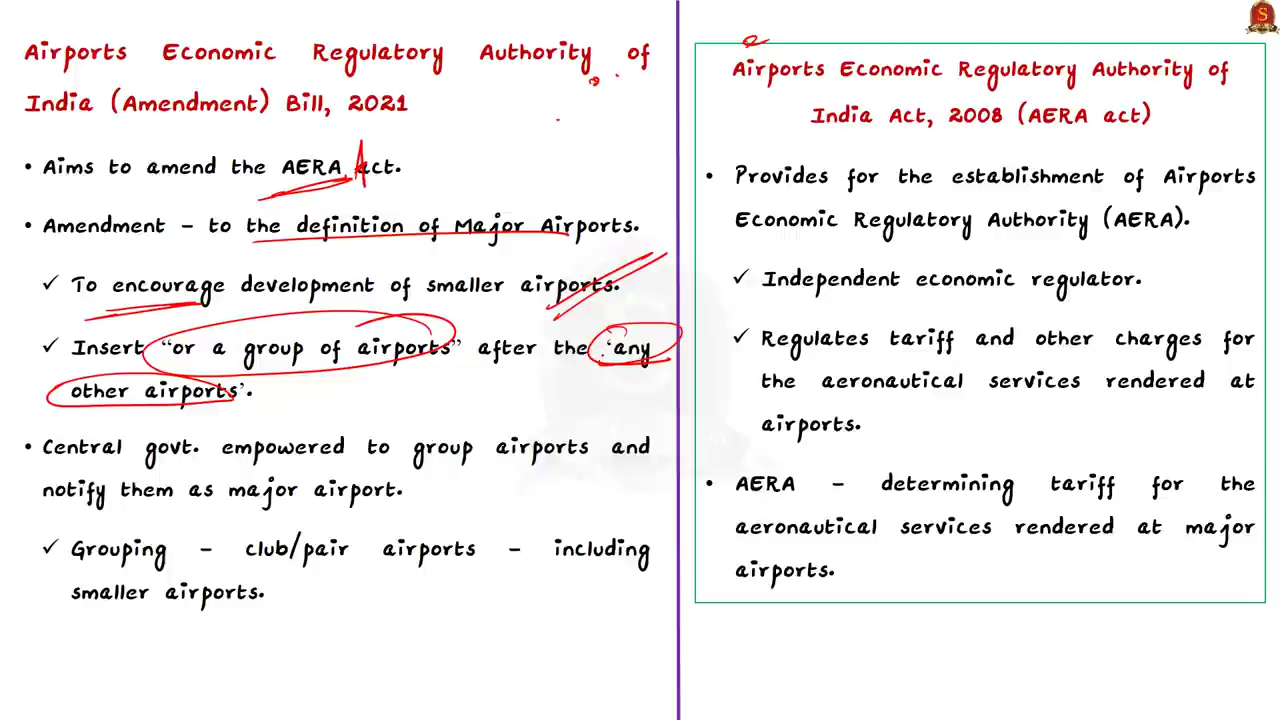 Airports Economic Regulatory Authority of
India (Amendment) Bill, 2021
• Aims to amend the AERA Act.
• Amendment – to the definition of Major Airports.
✓ To encourage development of smaller airports.
✓ Insert “or a group of airports” after the ‘any
other airports’.
• Central govt. empowered to group airports and
notify them as major airport.
✓ Grouping – club/pair airports – including
smaller airports.
S
Airports Economic Regulatory Authority of
India Act, 2008 (AERA act)
• Provides for the establishment of Airports
Economic Regulatory Authority (AERA).
✓ Independent economic regulator.
✓ Regulates tariff and other charges for
the aeronautical services rendered at
airports.
• AERA – determining tariff for the
aeronautical services rendered at major
airports.